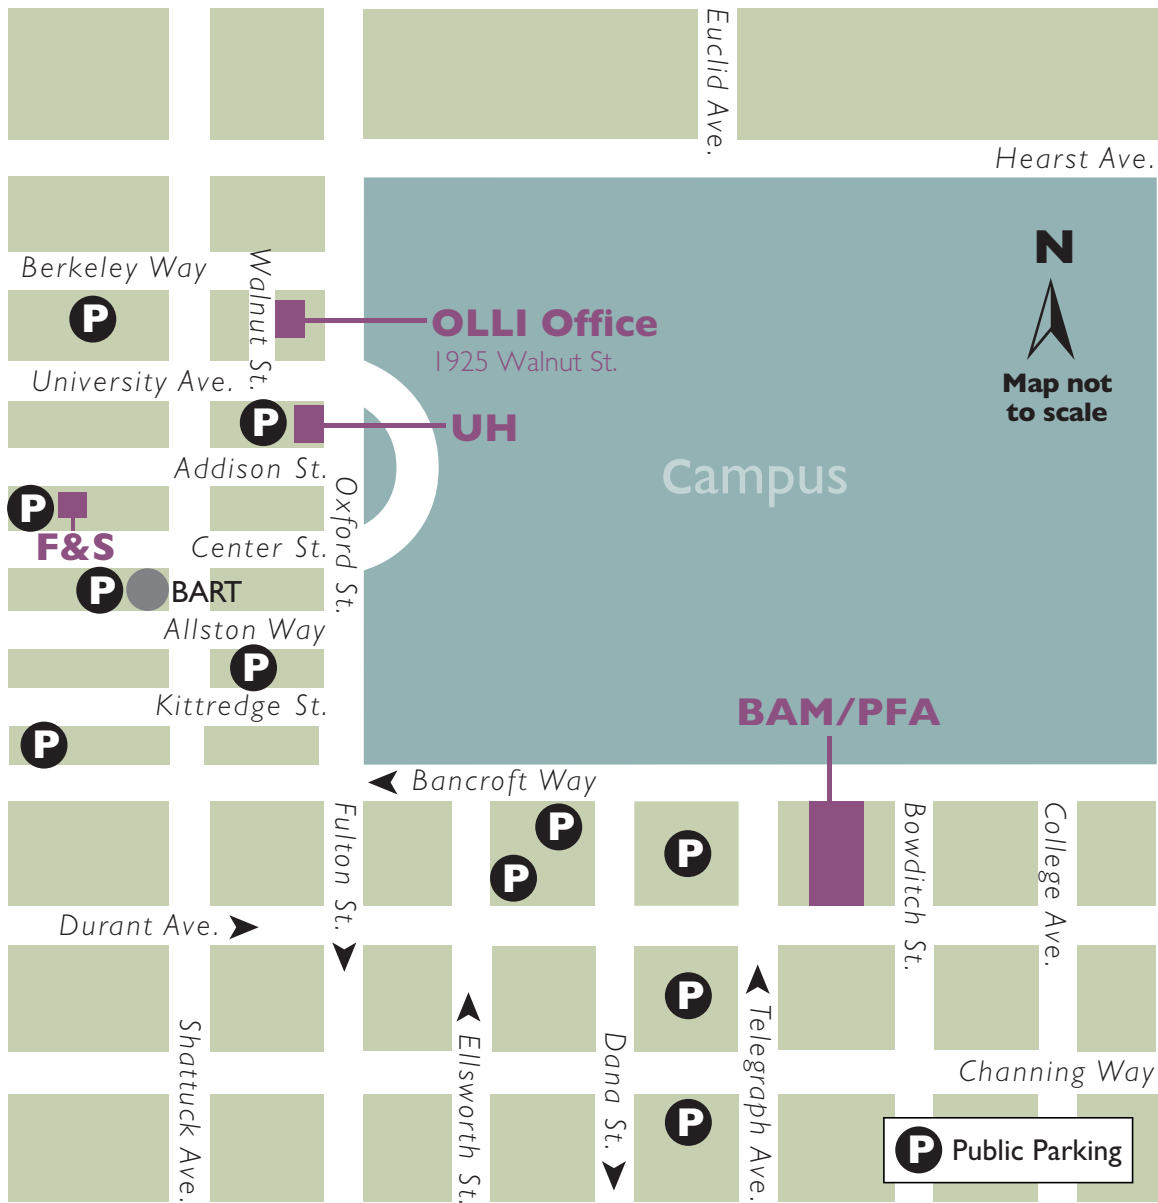 Euclid Ave.
Hearst Ave.
N
Map not
to scale
Berkeley Way
Walnut St.
P
OLLI Office
1925 Walnut St.
University Ave.
P
UH
Addison St.
Campus
P
F&S
Oxford St.
Center St.
P
BART
Allston Way
P
Kittredge St.
BAM/PFA
P
Bancroft Way
Fulton St.
P
P
P
Bowditch St.
College Ave.
Durant Ave.
P
Shattuck Ave.
Ellsworth St.
Dana St.
Telegraph Ave.
Channing Way
P
P Public Parking